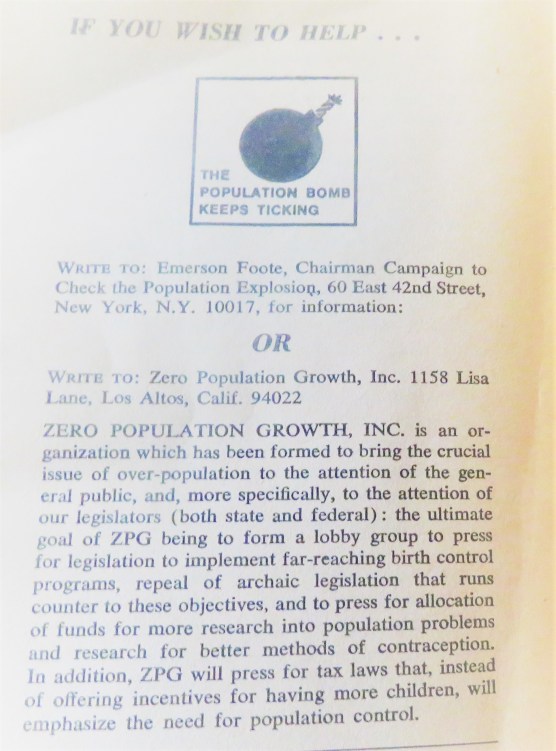 IF YOU WISH TO HELP . . .
THE
POPULATION BOMB
KEEPS TICKING
WRITE TO: Emerson Foote, Chairman Campaign to
Check the Population Explosion, 60 East 42nd Street,
New York, N.Y. 10017, for information:
OR
WRITE TO: Zero Population Growth, Inc. 1158 Lisa
Lane, Los Altos, Calif. 94022
ZERO POPULATION GROWTH, INC. is an or-
ganization which has been formed to bring the crucial
issue of over-population to the attention of the gen-
eral public, and, more specifically, to the attention of
our legislators (both state and federal): the ultimate
goal of ZPG being to form a lobby group to press
for legislation to implement far-reaching birth control
programs, repeal of archaic legislation that runs
counter to these objectives, and to press for allocation
of funds for more research into population problems
and research for better methods of contraception.
In addition, ZPG will press for tax laws that, instead
of offering incentives for having more children, will
emphasize the need for population control.